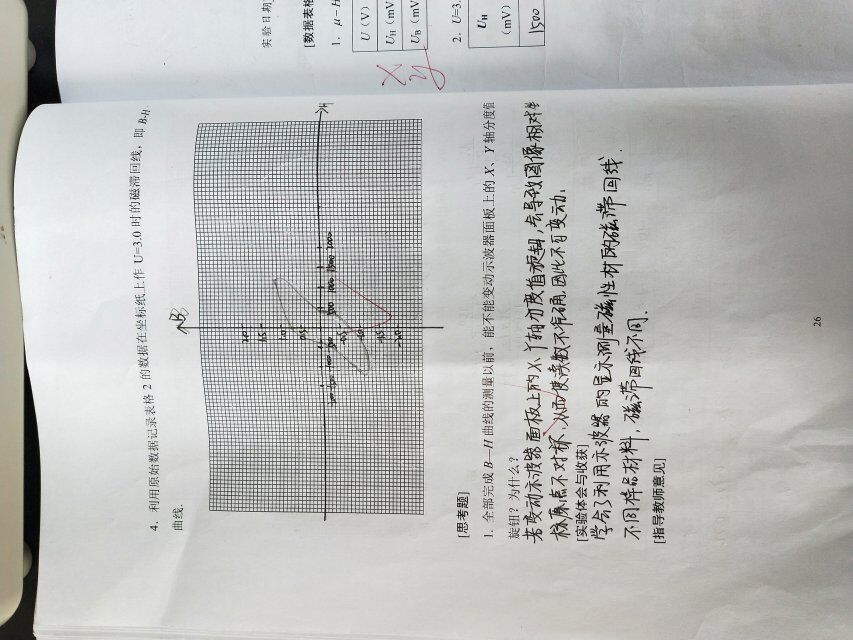 实验日期
[数据表格
1. μ－H
U（V）
U_H（mV
U_B（mV
2. U=3.
U_H
（mV）
1500
X
y
4. 利用原始数据记录表格 2 的数据在坐标纸上作 U=3.0 时的磁滞回线，即 B-H
曲线.
B
H
[思考题]
1. 全部完成 B—H 曲线的测量以前，能不能变动示波器面板上的 X、Y 轴分度值
旋钮？为什么？
若变动示波器面板上的X、Y轴分度值旋钮，会导致图像相对坐
标原点不对称，从而使读数不准确，因此不可变动。
[实验体会与收获]
学会了利用示波器的显示测量磁性材料的磁滞回线.
不同样品材料，磁滞回线不同.
[指导教师意见]
26